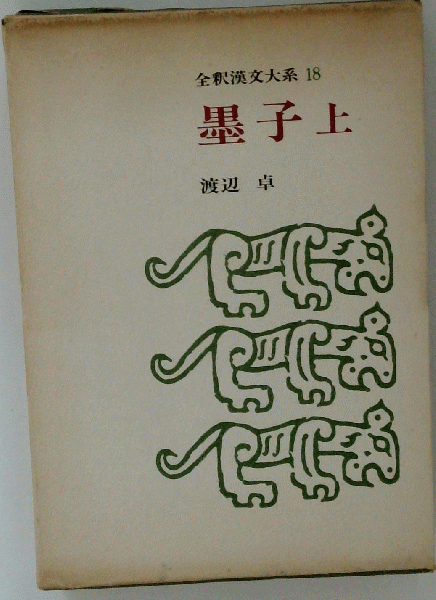 全釈漢文大系 18
墨子 上
渡辺 卓